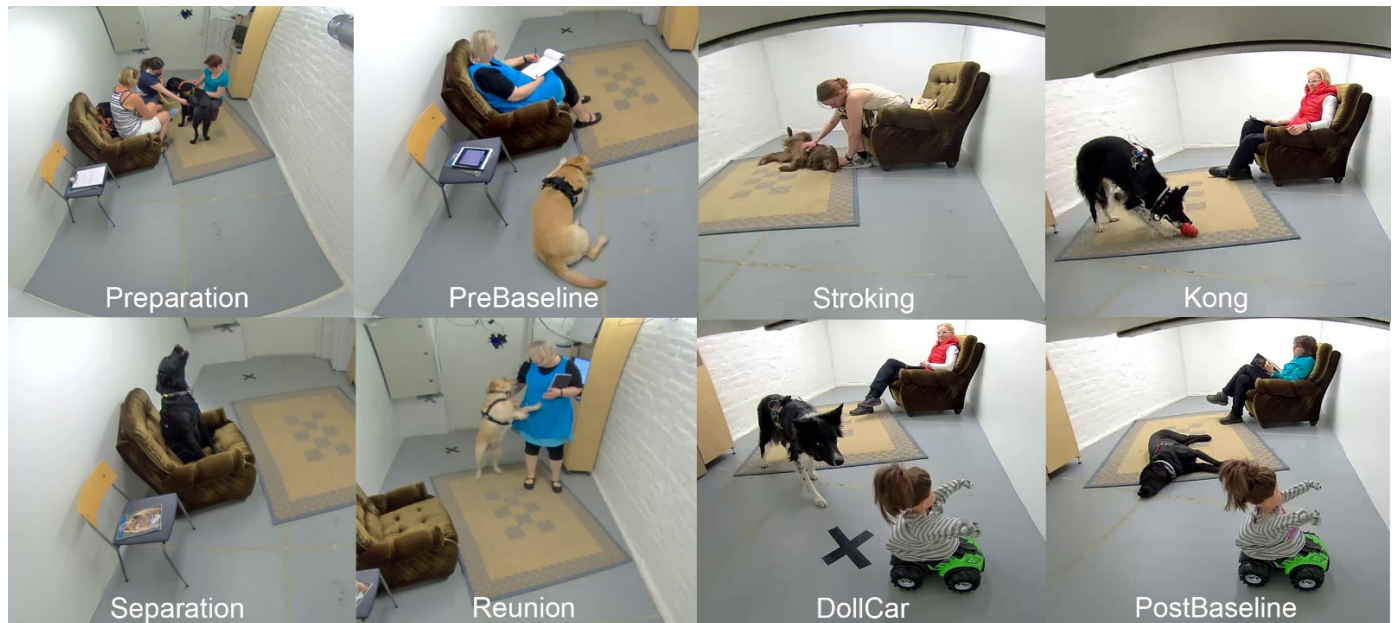 Preparation
PreBaseline
Stroking
Kong
Separation
Reunion
DollCar
PostBaseline